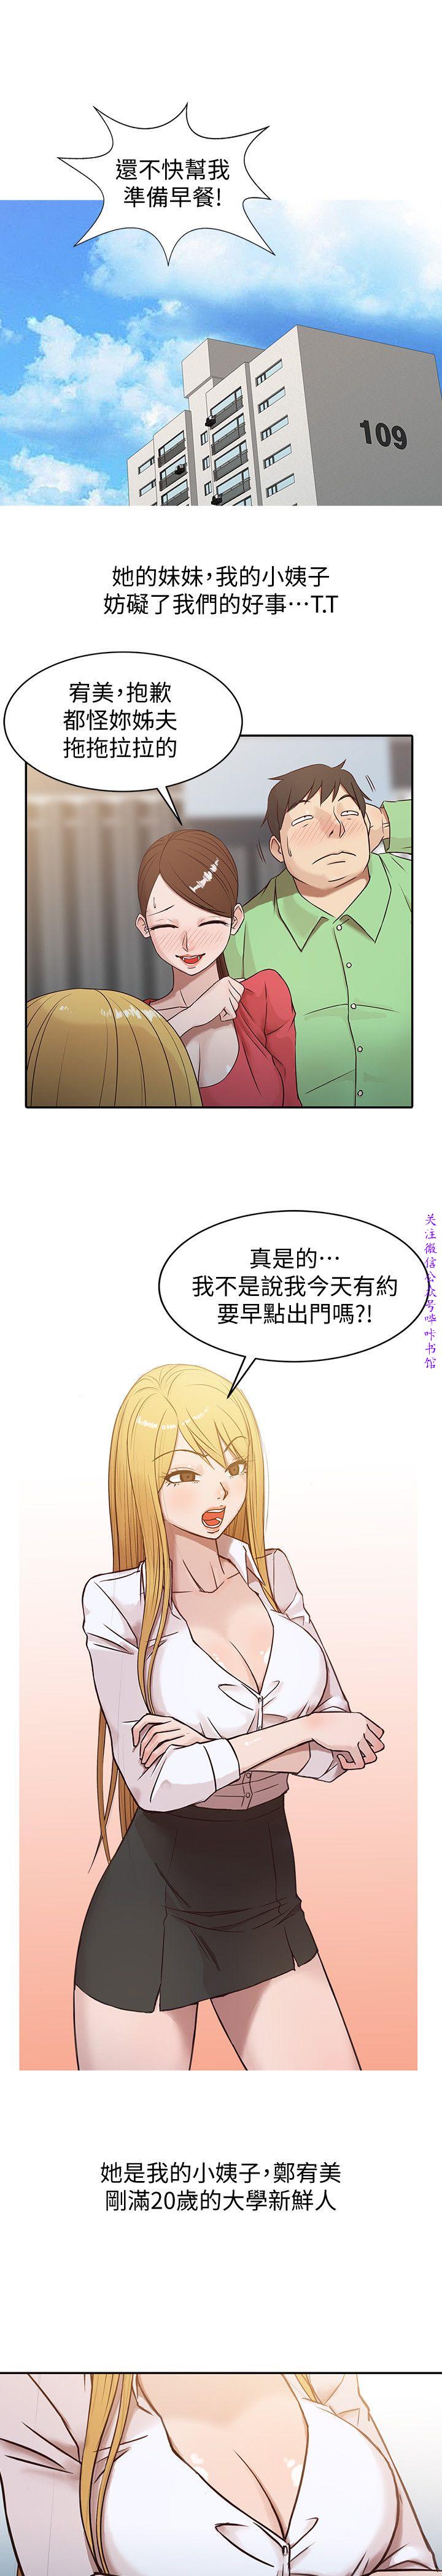 還不快幫我
準備早餐!
109
她的妹妹,我的小姨子
妨礙了我們的好事⋯T.T
宥美,抱歉
都怪妳姊夫
拖拖拉拉的
关注微信公众号哔咔书馆
真是的⋯
我不是說我今天有約
要早點出門嗎?!
她是我的小姨子,鄭宥美
剛滿20歲的大學新鮮人